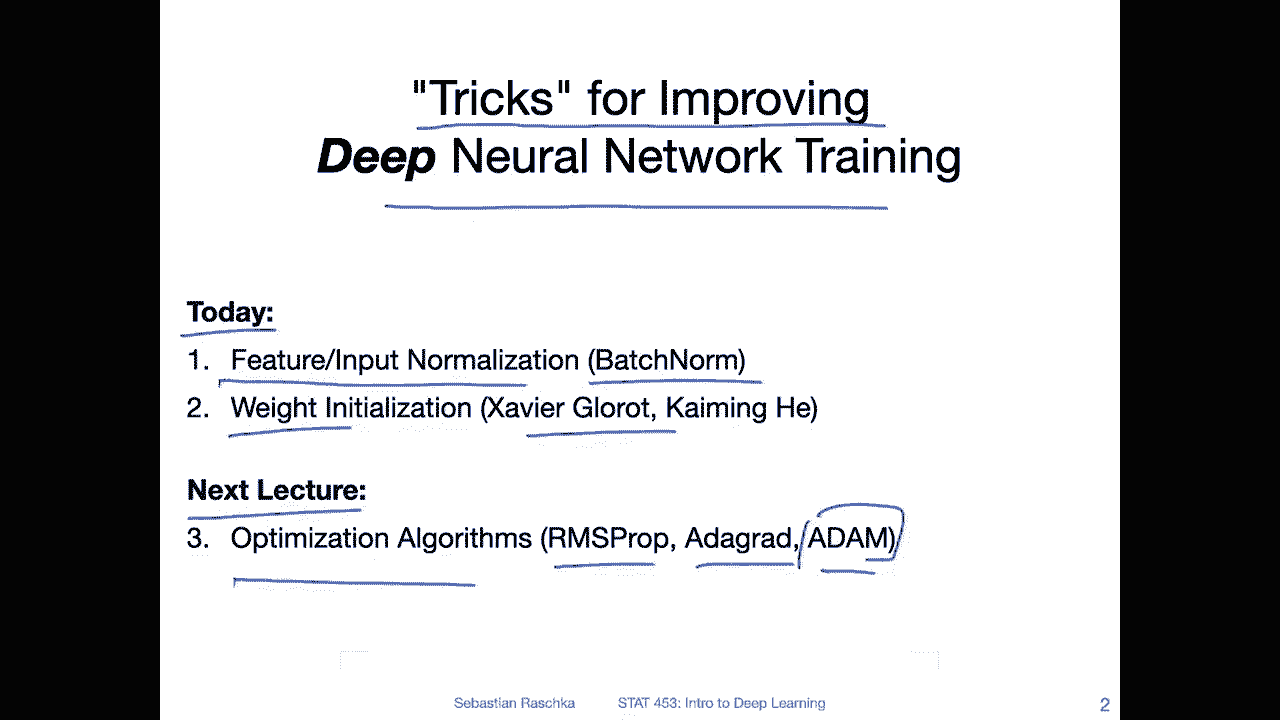 "Tricks" for Improving
Deep Neural Network Training
Today:
1. Feature/Input Normalization (BatchNorm)
2. Weight Initialization (Xavier Glorot, Kaiming He)
Next Lecture:
3. Optimization Algorithms (RMSProp, Adagrad, ADAM)
Sebastian Raschka STAT 453: Intro to Deep Learning 2